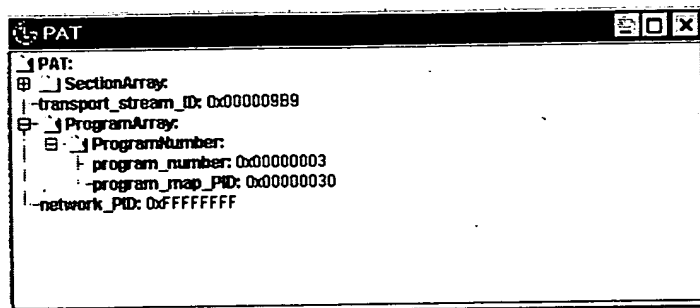 PAT
PAT:
SectionArray:
transport_stream_ID: 0x000009B9
ProgramArray:
ProgramNumber:
program_number: 0x00000003
program_map_PID: 0x00000030
network_PID: 0xFFFFFFFF